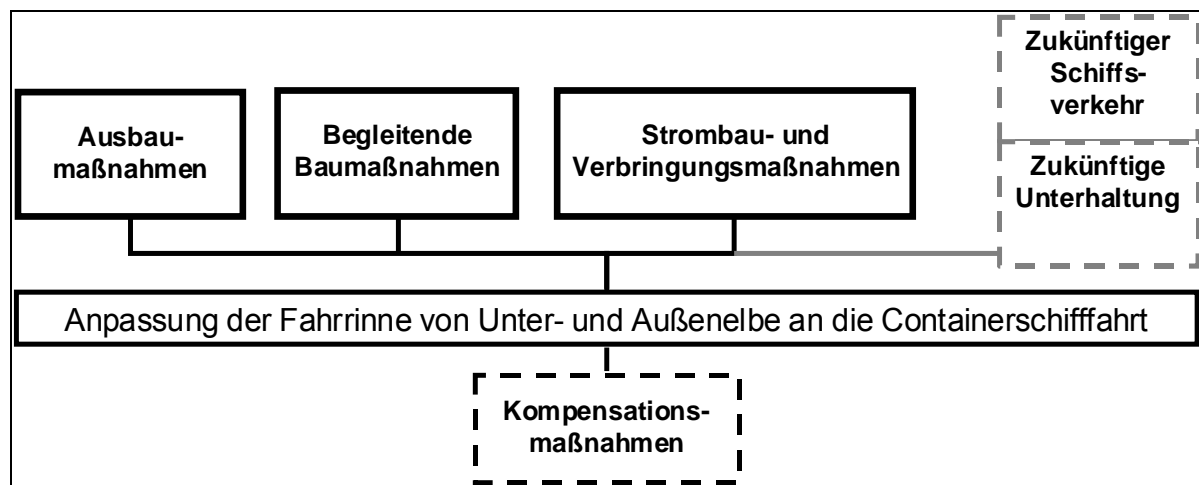 Ausbau-
maßnahmen
Begleitende
Baumaßnahmen
Strombau- und
Verbringungsmaßnahmen
Zukünftiger
Schiffs-
verkehr
Zukünftige
Unterhaltung
Anpassung der Fahrrinne von Unter- und Außenelbe an die Containerschifffahrt
Kompensations-
maßnahmen